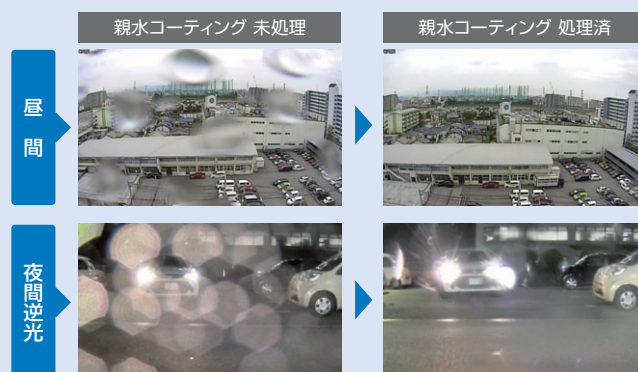 親水コーティング 未処理
親水コーティング 処理済
昼間
夜間逆光